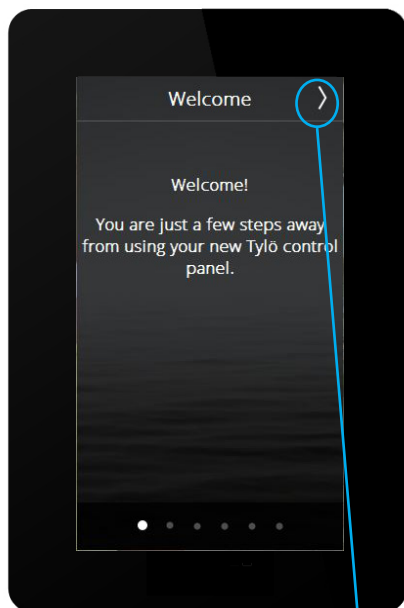 Welcome
Welcome!
You are just a few steps away
from using your new Tylö control
panel.